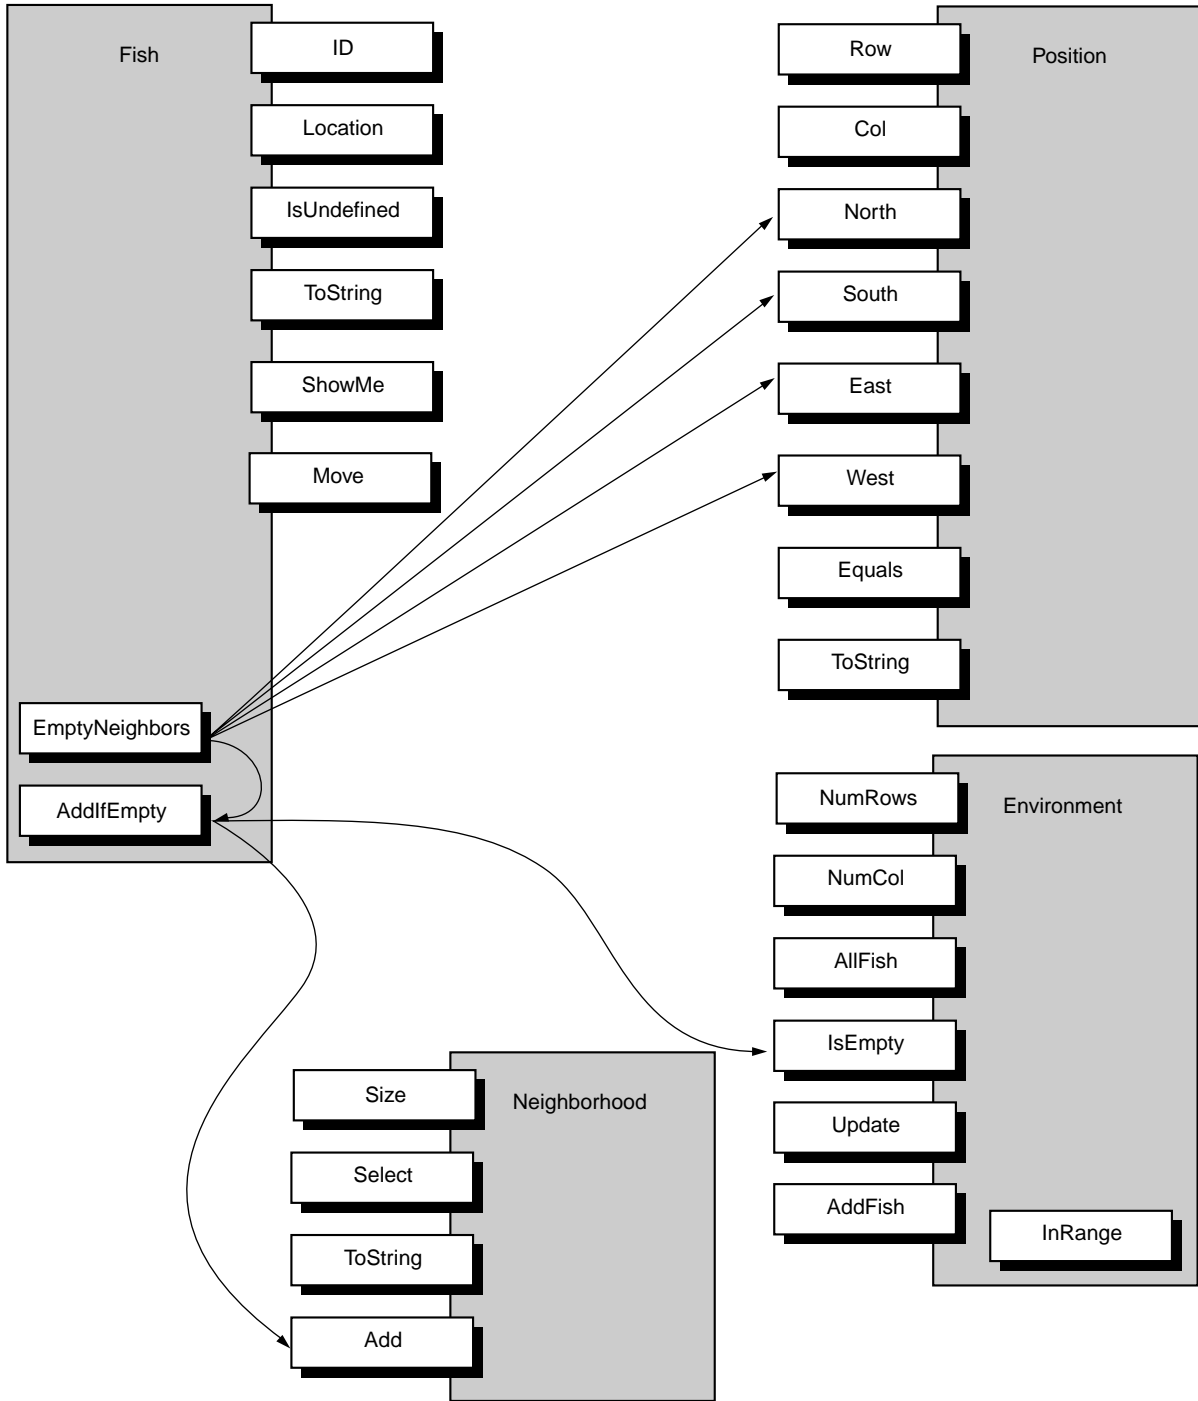 Fish
ID
Location
IsUndefined
ToString
ShowMe
Move
EmptyNeighbors
AddIfEmpty
Position
Row
Col
North
South
East
West
Equals
ToString
Environment
NumRows
NumCol
AllFish
IsEmpty
Update
AddFish
InRange
Neighborhood
Size
Select
ToString
Add